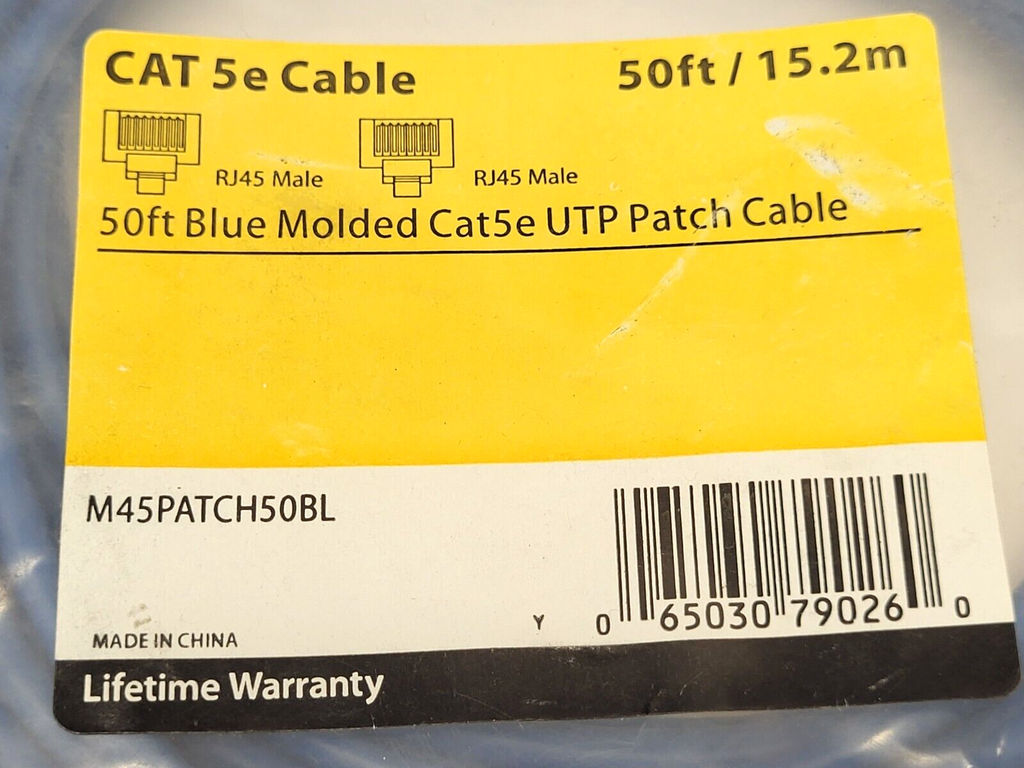 CAT 5e Cable
50ft / 15.2m
RJ45 Male
RJ45 Male
50ft Blue Molded Cat5e UTP Patch Cable
M45PATCH50BL
MADE IN CHINA
Y
0 65030 79026 0
Lifetime Warranty